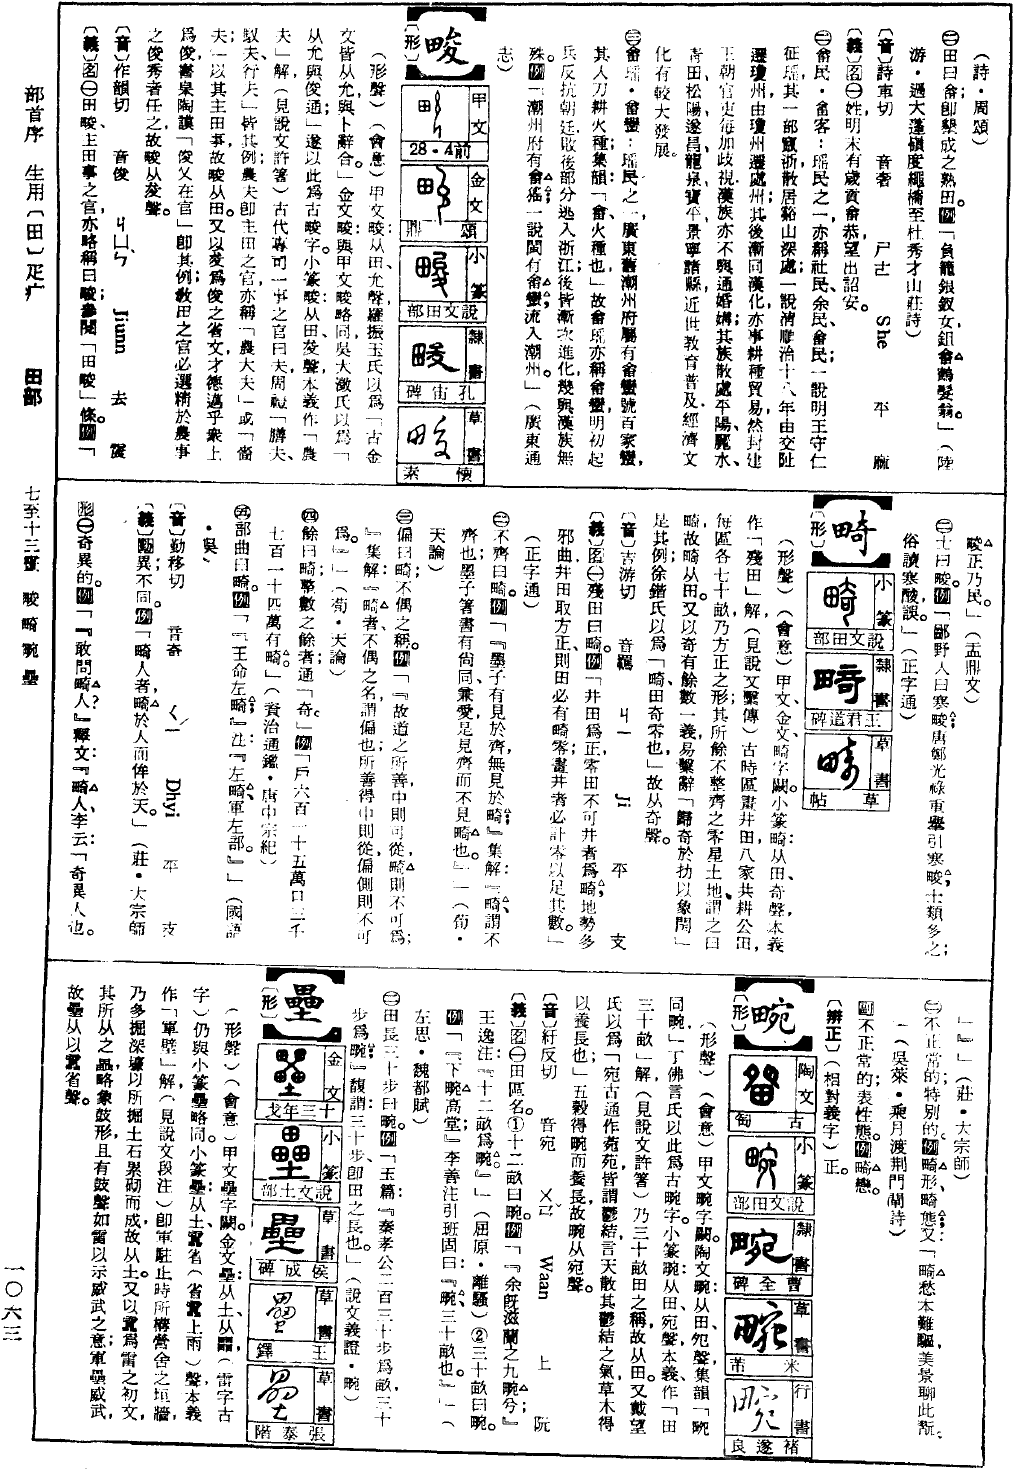 (詩・周頌)
㊁田曰畬卽墾成之熟田。例「負籠銀釵女鉏畬鶴髮翁。」(陸
游・過大蓬嶺度繩橋至杜秀才山莊詩)
〔音〕詩車切 音奢 ㄕㄜ She 平 麻
〔義〕名㊀姓明末有歲貢畬恭望出詔安。
㊁畬民・畬客:瑶民之一,亦稱社民、余民、畬民;一說明王守仁
征瑶,其一部竄浙,散居谿山深處;一說淸雍治十八年由交趾
遷瓊州,由瓊州遷處州;其後漸同漢化,亦事耕種貿易,然封建
王朝官吏每加歧視,漢族亦不與通婚媾;其族散處平陽、麗水、
靑田、松陽、遂昌、龍泉、寶平、景寧諸縣;近世敎育普及,經濟文
化有較大發展。
㊂畬瑶・畬蠻:瑶民之一,廣東舊潮州府屬有畬蠻,號百家蠻,
其人刀耕火種;集韻「畬,火種也」故畬瑶亦稱畬蠻;明初起
兵反抗朝廷,敗後部分逃入浙江,後皆漸次進化,幾與漢族無
殊。例「潮州府有畬傜,一說閩有畬蠻流入潮州。」(廣東通
志)
畯
〔形〕
甲文 前4・28
金文 頌鼎
小篆 說文田部
隸書 孔宙碑
草書 懷素
(形聲)(會意)甲文畯:从田,允聲,羅振玉氏以爲「古金
文皆从允,與卜辭合。」金文畯與甲文畯略同,吳大澂氏以爲「
从允,與俊通」遂以此爲古畯字。小篆畯:从田,夋聲,本義作「農
夫」解(見說文許箸)古代專司一事之官曰夫,周禮「膳夫、
馭夫、行夫」皆其例;農夫卽主田之官,亦稱「農大夫」或「嗇
夫」以其主田事,故畯从田。又以夋爲俊之省文,才德邁乎衆上
爲俊,書臯陶謨「俊乂在官」卽其例;敎田之官必選精於農事
之俊秀者任之,故畯从夋聲。
〔音〕作韻切 音俊 ㄐㄩㄣ Jiunn 去 震
〔義〕名㊀田畯,主田事之官,亦略稱曰畯,參閱「田畯」條。例「
畯正乃民。」(盂鼎文)
㊁士曰畯。例「鄙野人曰寒畯,唐鄭光祿重舉引寒畯,士類多之;
俗讀寒酸,誤。」(正字通)
畸
〔形〕
小篆 說文田部
隸書 王君造碑
草書 草帖
(形聲)(會意)甲文、金文畸字闕。小篆畸:从田,奇聲,本義
作「殘田」解(見說文繫傳)古時區畫井田,八家共耕公田,
每區各七十畝,乃方正之形,其所餘不整齊之零星土地,謂之曰
畸,故畸从田。又以奇有餘數一義,易繫辭「歸奇於扐以象閏」
是其例;徐鍇氏以爲「畸田奇零也」故从奇聲。
〔音〕吉游切 音羈 ㄐㄧ Ji 平 支
〔義〕名㊀殘田曰畸。例「井田爲正,零田不可井者爲畸;地勢多
邪曲,井田取方正,則田必有畸零,畫井者必計零以足其數。」
(正字通)
㊁不齊曰畸。例「『墨子有見於齊,無見於畸』集解『畸謂不
齊也;墨子箸書有尙同、兼愛,是見齊而不見畸也。』」(荀・
天論)
㊂偏曰畸;不偶之稱。例「『故道之所善,中則可從,畸則不可爲;
『集解:『畸者不偶之名,謂偏也;所善得中則從,偏側則不可
爲。』」(荀・天論)
㊃餘曰畸;整數之餘者;通「奇。」例「戶六百一十五萬,口三千
七百一十四萬有畸。」(資治通鑑・唐中宗紀)
㊄部曲曰畸。例「『王命左畸』注:『左畸,軍左部。』」(國語
・吳)
〔音〕勤移切 音奇 ㄑㄧˊ Dhyi 平 支
〔義〕動異;不同。例「畸人者,畸於人而侔於天。」(莊・大宗師
)
形㊀奇異的。例「『敢問畸人?』釋文:『畸人,李云:「奇異人也。
」』」(莊・大宗師)
㊁不正常的;特別的。例畸形;畸態。又「畸愁本難驅,美景聊此翫。
」(吳萊・乘月渡荆門閘詩)
副不正常的;表性態。例畸戀。
〔辨正〕(相對義字)正。
畹
〔形〕
陶文 古匋
小篆 說文田部
隸書 曹全碑
草書 米芾
行書 褚遂良
(形聲)(會意)甲文畹字闕。陶文畹:从田,夗聲,集韻「䀏
同畹」丁佛言氏以此爲古畹字。小篆畹:从田,宛聲,本義作「田
三十畝」解(見說文許箸)乃三十畝田之稱,故从田。又戴望
氏以爲「宛古通作菀,菀皆謂鬱結,言天散其鬱結之氣,草木得
以養長也」五穀得畹而養長,故畹从宛聲。
〔音〕紆反切 音宛 ㄨㄢ Waan 上 阮
〔義〕名㊀田區名。①十二畝曰畹。例「『余旣滋蘭之九畹兮』
王逸注:『十二畝爲畹。』」(屈原・離騷)②三十畝曰畹。
例「『下畹高堂』李善注引班固曰:『畹,三十畝也。』」(
左思・魏都賦)
㊁田長三十步曰畹。例「玉篇:『秦孝公二百三十步爲畝,三十
步爲畹』馥謂三十步卽田之長也。」(說文義證・畹)
壘
〔形〕
金文 十三年戈
小篆 說文土部
草書 侯成碑
草書 王鐸
草書 張泰階
(形聲)(會意)甲文壘字闕。金文壘:从土,从畾(雷字古
字)仍與小篆壘略同。小篆壘:从土,靁省(省靁上雨)聲,本義
作「軍壁」解(見說文段注)卽軍駐止時所構營舍之垣牆,
乃多掘深壕,以所掘土石累砌而成,故从土。又以靁爲雷之初文,
其所从之畾略象鼓形,且有鼓聲如雷以示威武之意;軍壘威武,
故壘从以靁省聲。
部首序 生用〔田〕疋疒 田部 七至十三畫 畯畸畹壘 一〇六三